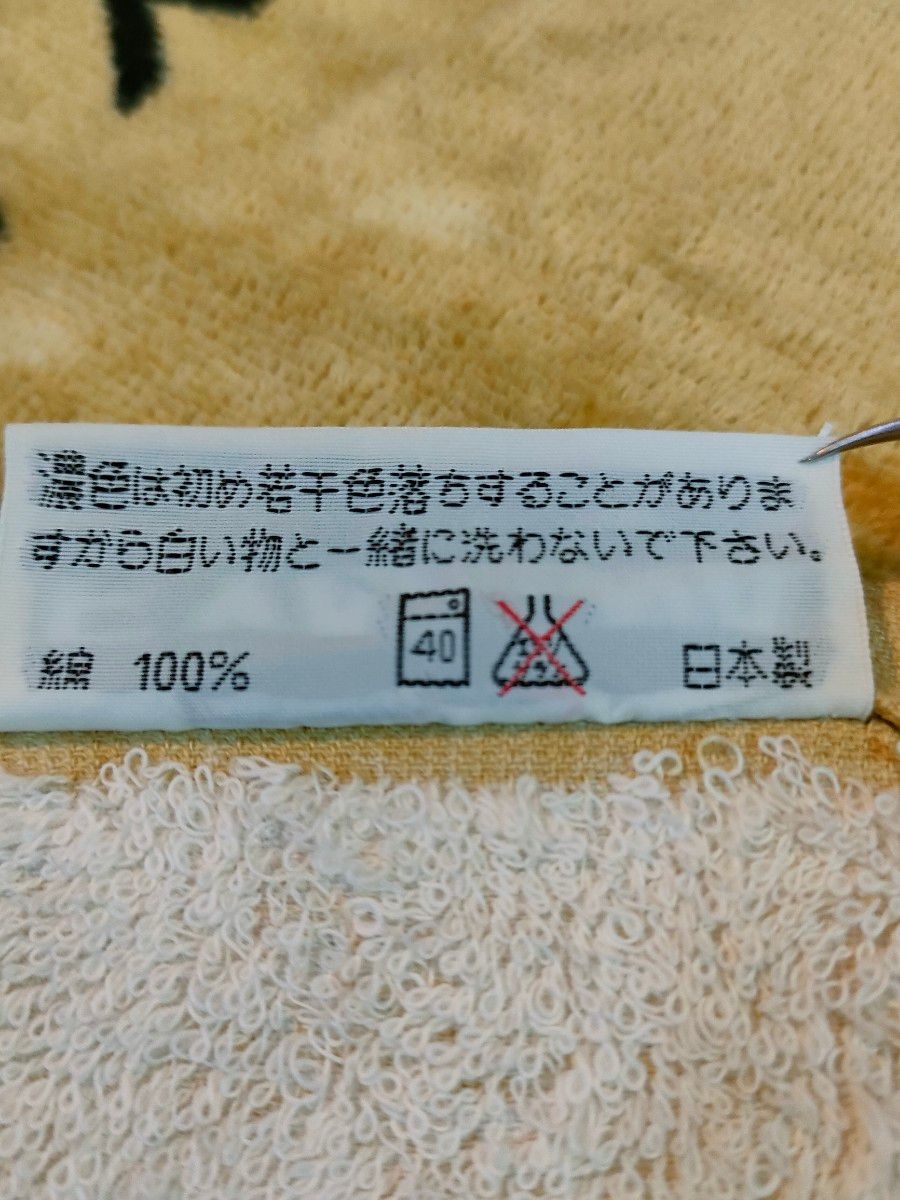 濃色は初め若干色落ちすることがありま
すから白い物と一緒に洗わないで下さい。
40
綿 100% 日本製